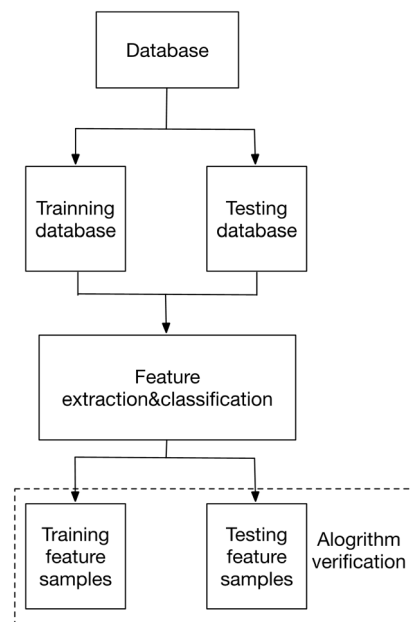 Database
Trainning
database
Testing
database
Feature
extraction&classification
Training
feature
samples
Testing
feature
samples
Alogrithm
verification